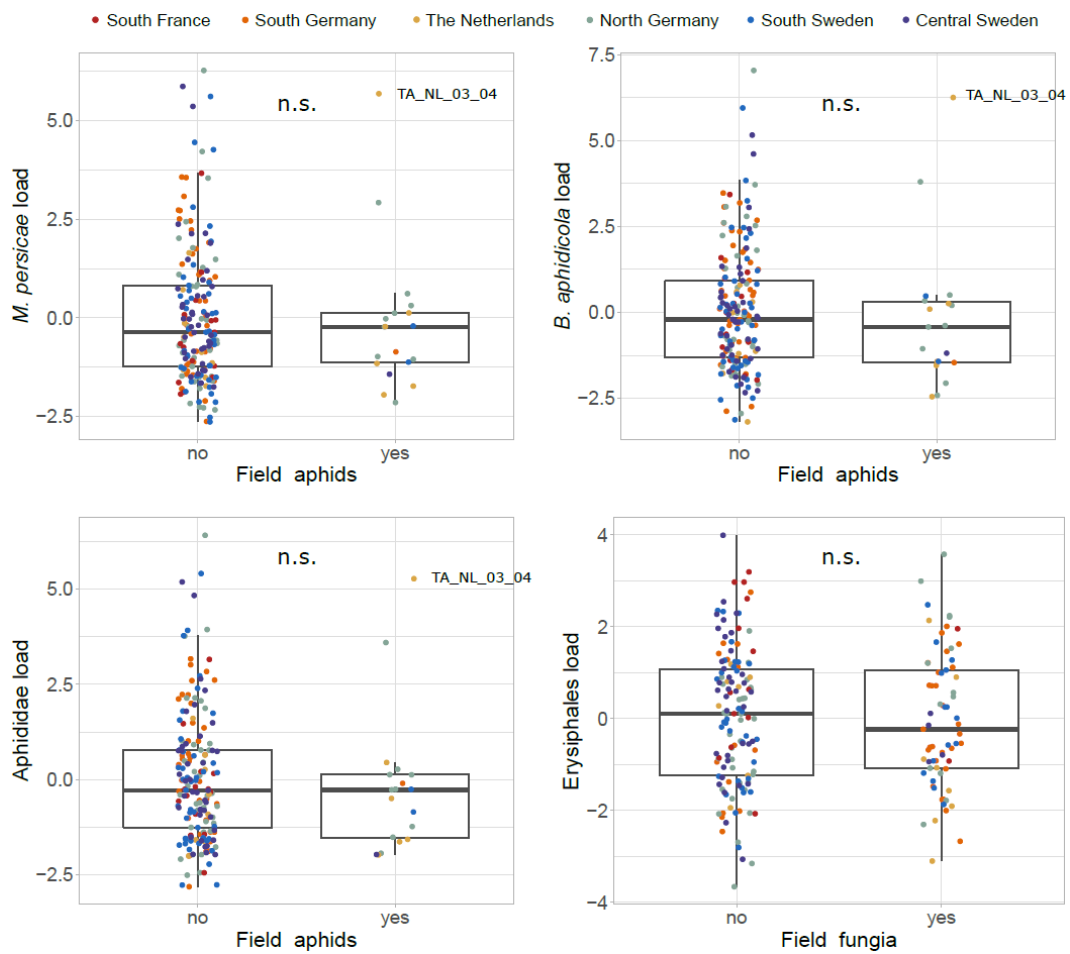 South France South Germany The Netherlands North Germany South Sweden Central Sweden
M. persicae load
5.0
2.5
0.0
−2.5
n.s.
TA_NL_03_04
no yes
Field aphids
B. aphidicola load
7.5
5.0
2.5
0.0
−2.5
n.s.
TA_NL_03_04
no yes
Field aphids
Aphididae load
5.0
2.5
0.0
−2.5
n.s.
TA_NL_03_04
no yes
Field aphids
Erysiphales load
4
2
0
−2
−4
n.s.
no yes
Field fungia